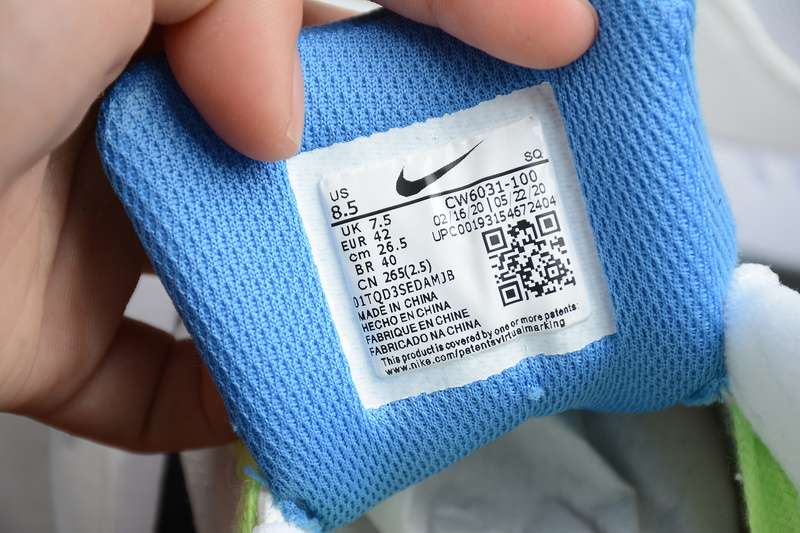 US SQ
8.5 CW6031-100
UK 7.5 02/16/20 | 05/22/20
EUR 42 UPC00193154672404
cm 26.5
BR 40
CN 265(2.5)
01TQD3SEDAMJB
MADE IN CHINA
HECHO EN CHINA
FABRIQUE EN CHINE
FABRICADO NA CHINA
This product is covered by one or more patents:
www.nike.com/patentsvirtualmarking